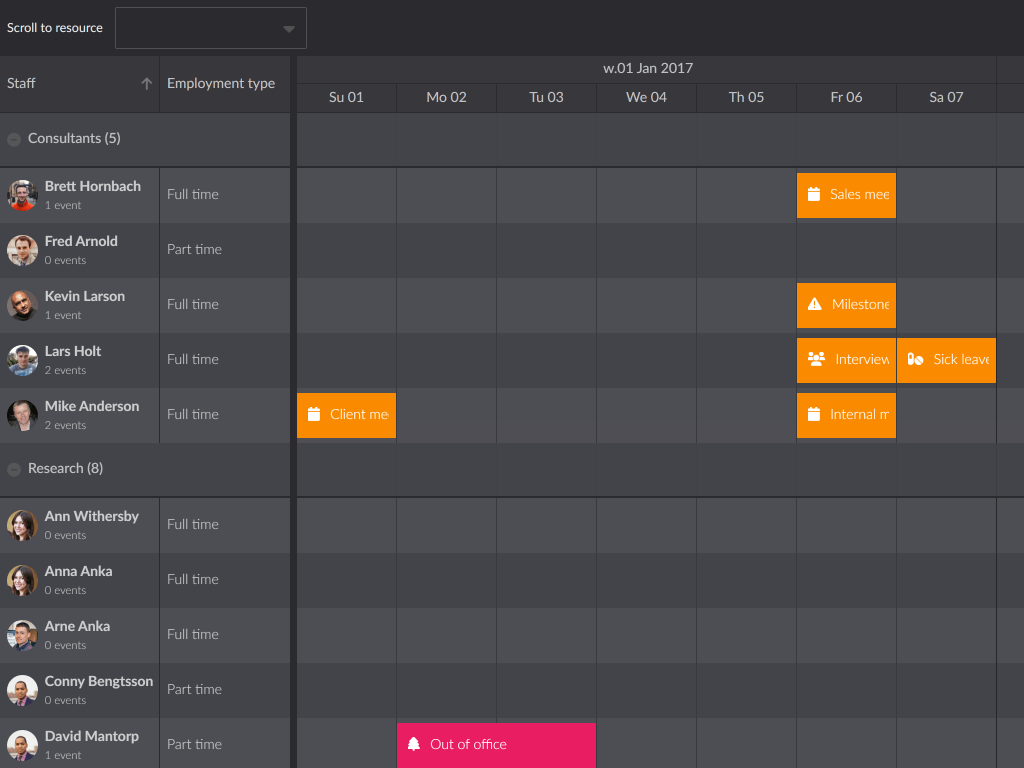 Scroll to resource
Staff
Employment type
w.01 Jan 2017
Su 01
Mo 02
Tu 03
We 04
Th 05
Fr 06
Sa 07
Consultants (5)
Brett Hornbach
1 event
Full time
Sales mee
Fred Arnold
0 events
Part time
Kevin Larson
1 event
Full time
Milestone
Lars Holt
2 events
Full time
Interview
Sick leave
Mike Anderson
2 events
Full time
Client me
Internal m
Research (8)
Ann Withersby
0 events
Full time
Anna Anka
0 events
Full time
Arne Anka
0 events
Full time
Conny Bengtsson
0 events
Part time
David Mantorp
1 event
Part time
Out of office